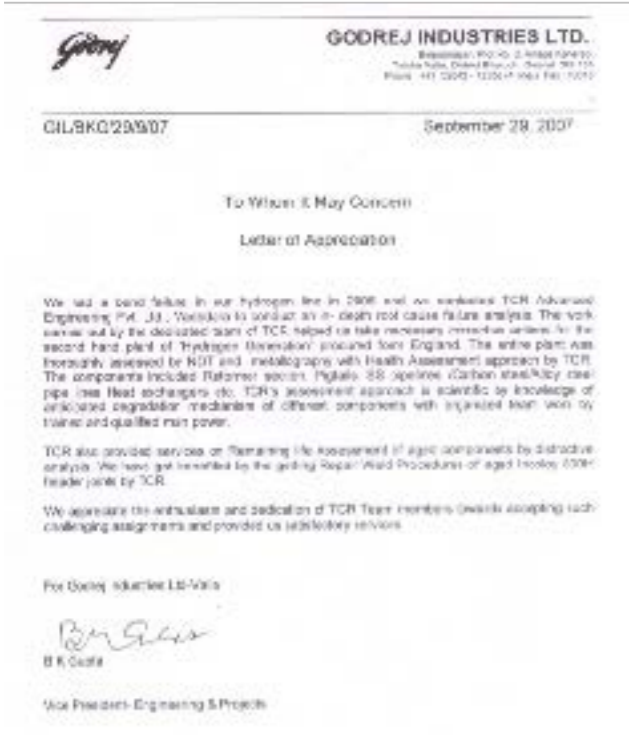 Godrej
GODREJ INDUSTRIES LTD.
GIL/BKG/29/9/07
September 29, 2007
To Whom It May Concern
Letter of Appreciation
We had a bend failure in our hydrogen line in 2006 and we contacted TCR Advanced
Engineering Pvt. Ltd., Vadodara to conduct an in- depth root cause failure analysis. The work
carried out by the dedicated team of TCR, helped us take necessary corrective actions for the
second hand plant of 'Hydrogen Generation' procured form England. The entire plant was
thoroughly assessed by NDT and metallography with Health Assessment approach by TCR.
The components included Reformer section, Pigtails, SS pipelines /Carbon steel/Alloy steel
pipe lines Heat exchangers etc. TCR's assessment approach is scientific by knowledge of
anticipated degradation mechanism of different components with organized team work by
trained and qualified man power.
TCR also provided services on Remaining life Assessment of aged components by distractive
analysis. We have got benefited by the getting Repair Weld Procedures of aged Incoloy 800H
header joints by TCR.
We appreciate the enthusiasm and dedication of TCR Team members towards accepting such
challenging assignments and provided us satisfactory services
For Godrej Industries Ltd-Valia
B K Gupta
Vice President- Engineering & Projects